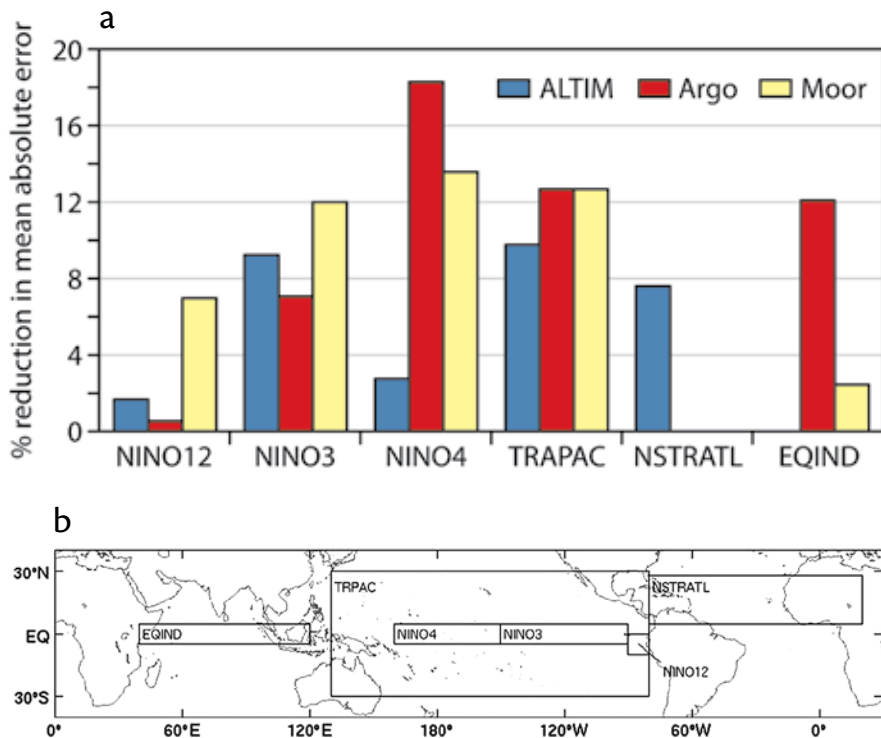 a
% reduction in mean absolute error
20
16
12
8
4
0
ALTIM Argo Moor
NINO12 NINO3 NINO4 TRAPAC NSTRATL EQIND
b
30°N
EQ
30°S
TRPAC
NSTRATL
EQIND
NINO4
NINO3
NINO12
0° 60°E 120°E 180° 120°W 60°W 0°